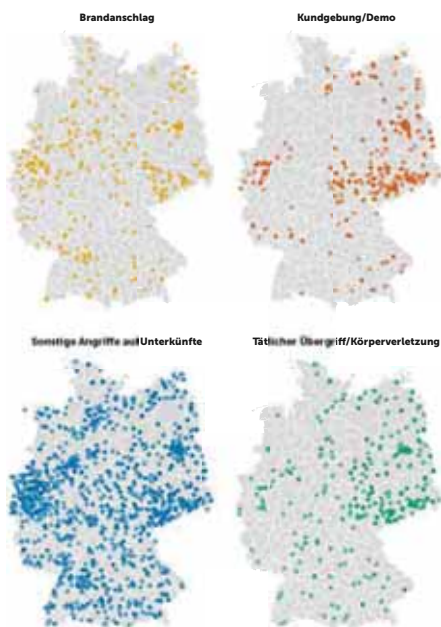 Brandanschlag
Kundgebung/Demo
Sonstige Angriffe auf Unterkünfte
Tätlicher Übergriff/Körperverletzung